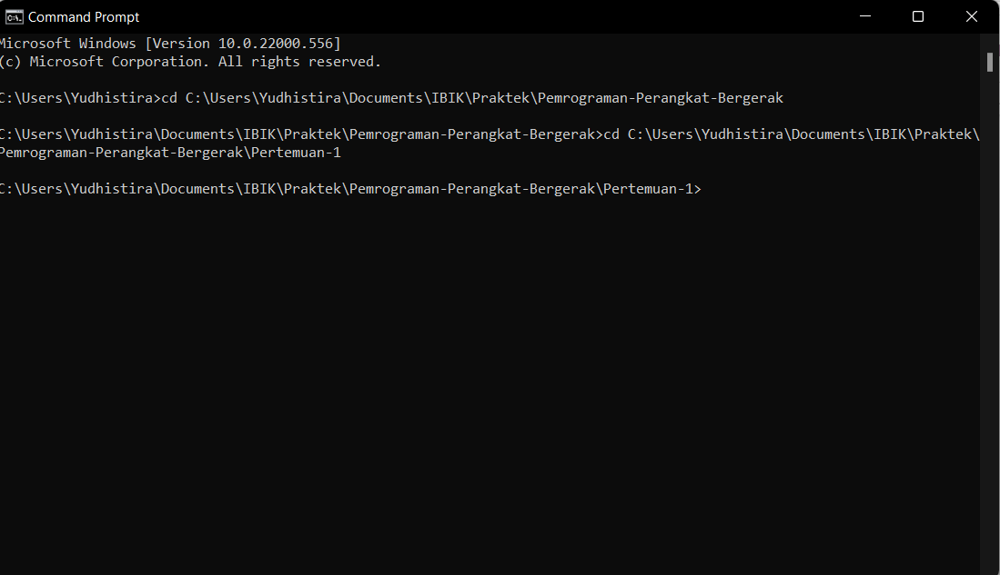 Command Prompt
Microsoft Windows [Version 10.0.22000.556]
(c) Microsoft Corporation. All rights reserved.
C:\Users\Yudhistira>cd C:\Users\Yudhistira\Documents\IBIK\Praktek\Pemrograman-Perangkat-Bergerak
C:\Users\Yudhistira\Documents\IBIK\Praktek\Pemrograman-Perangkat-Bergerak>cd C:\Users\Yudhistira\Documents\IBIK\Praktek\
Pemrograman-Perangkat-Bergerak\Pertemuan-1
C:\Users\Yudhistira\Documents\IBIK\Praktek\Pemrograman-Perangkat-Bergerak\Pertemuan-1>